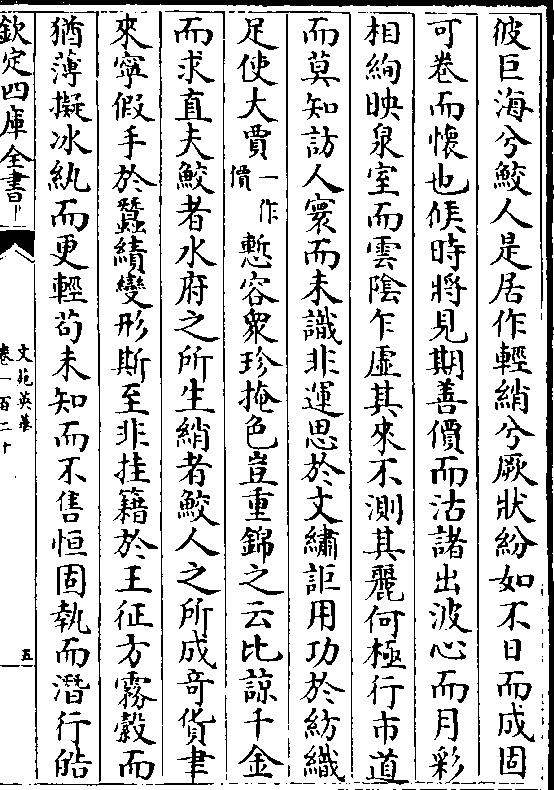 彼巨海兮鮫人是居作輕綃兮厥狀紛如不日而成固
可卷而懷也候時將見期善價而沽諸出波心而月彩
相絢映泉室而雲陰乍虛其來不測其麗何極行市道
而莫知訪人寰而未識非運思於文繡詎用功於紡織
足使大賈一作價慙容衆珍掩色豈重錦之云比諒千金
而求直夫鮫者水府之所生綃者鮫人之所成竒貨聿
來寧假手於蠶績變形斯至非挂籍於王征方霧縠而
猶薄擬冰紈而更輕苟未知而不售恒固執而潛行皓
欽定四庫全書
文苑英華
卷一百二十
五